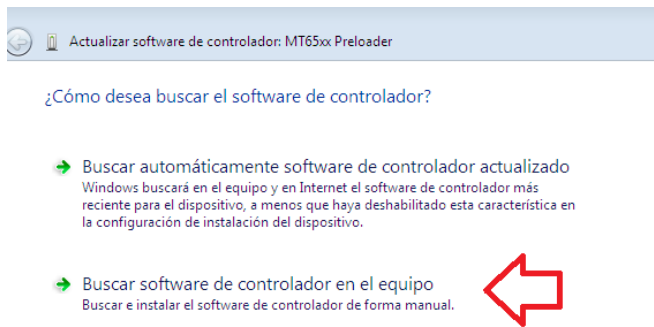 Actualizar software de controlador: MT65xx Preloader
¿Cómo desea buscar el software de controlador?
Buscar automáticamente software de controlador actualizado
Windows buscará en el equipo y en Internet el software de controlador más
reciente para el dispositivo, a menos que haya deshabilitado esta característica en
la configuración de instalación del dispositivo.
Buscar software de controlador en el equipo
Buscar e instalar el software de controlador de forma manual.